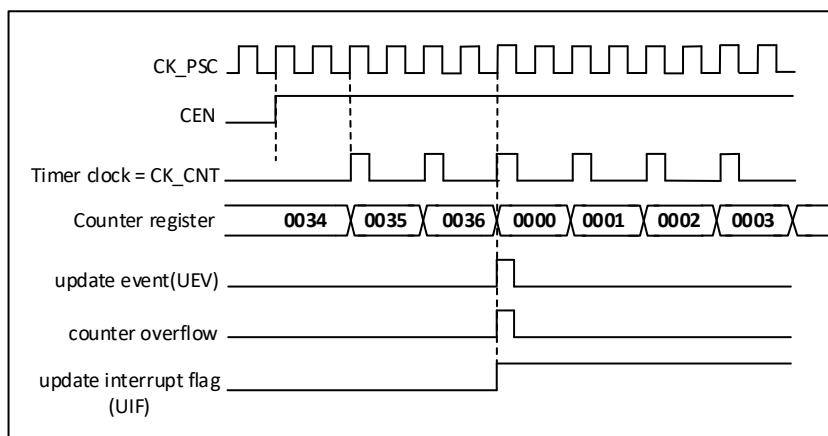 CK_PSC
CEN
Timer clock = CK_CNT
Counter register 0034 0035 0036 0000 0001 0002 0003
update event(UEV)
counter overflow
update interrupt flag
(UIF)